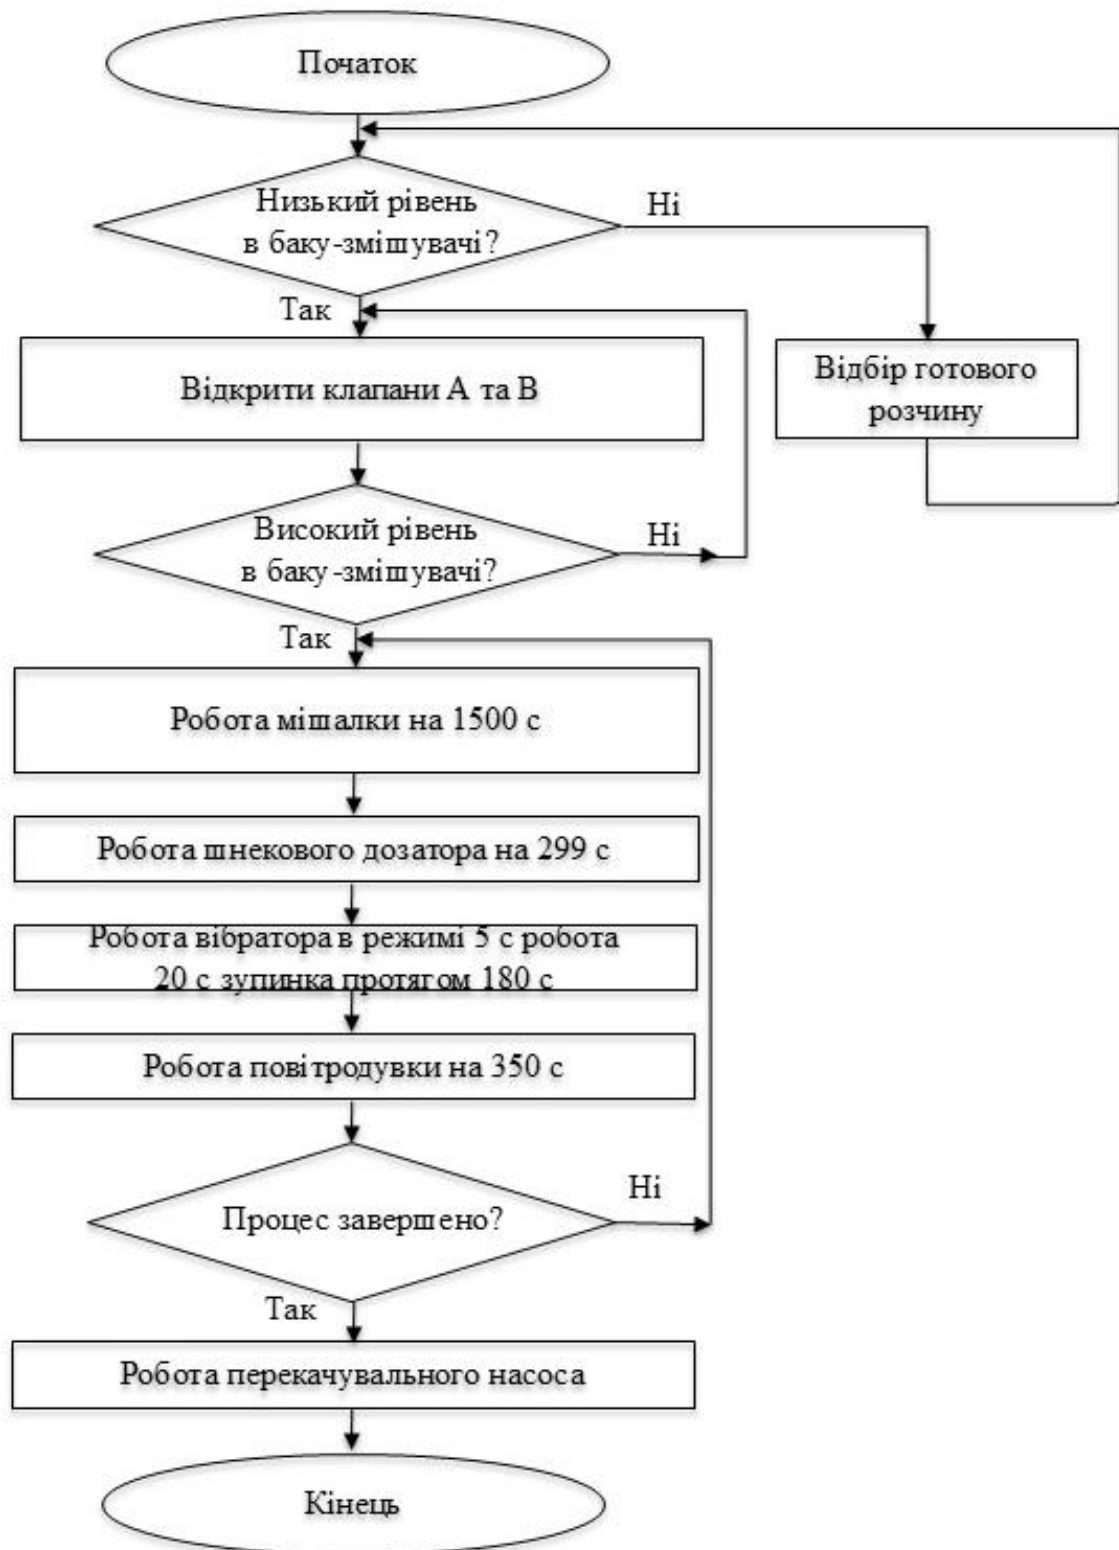 Початок
Низький рівень
в баку-змішувачі?
Ні
Так
Відкрити клапани А та В
Відбір готового
розчину
Високий рівень
в баку-змішувачі?
Ні
Так
Робота мішалки на 1500 с
Робота шнекового дозатора на 299 с
Робота вібратора в режимі 5 с робота
20 с зупинка протягом 180 с
Робота повітродувки на 350 с
Процес завершено?
Ні
Так
Робота перекачувального насоса
Кінець